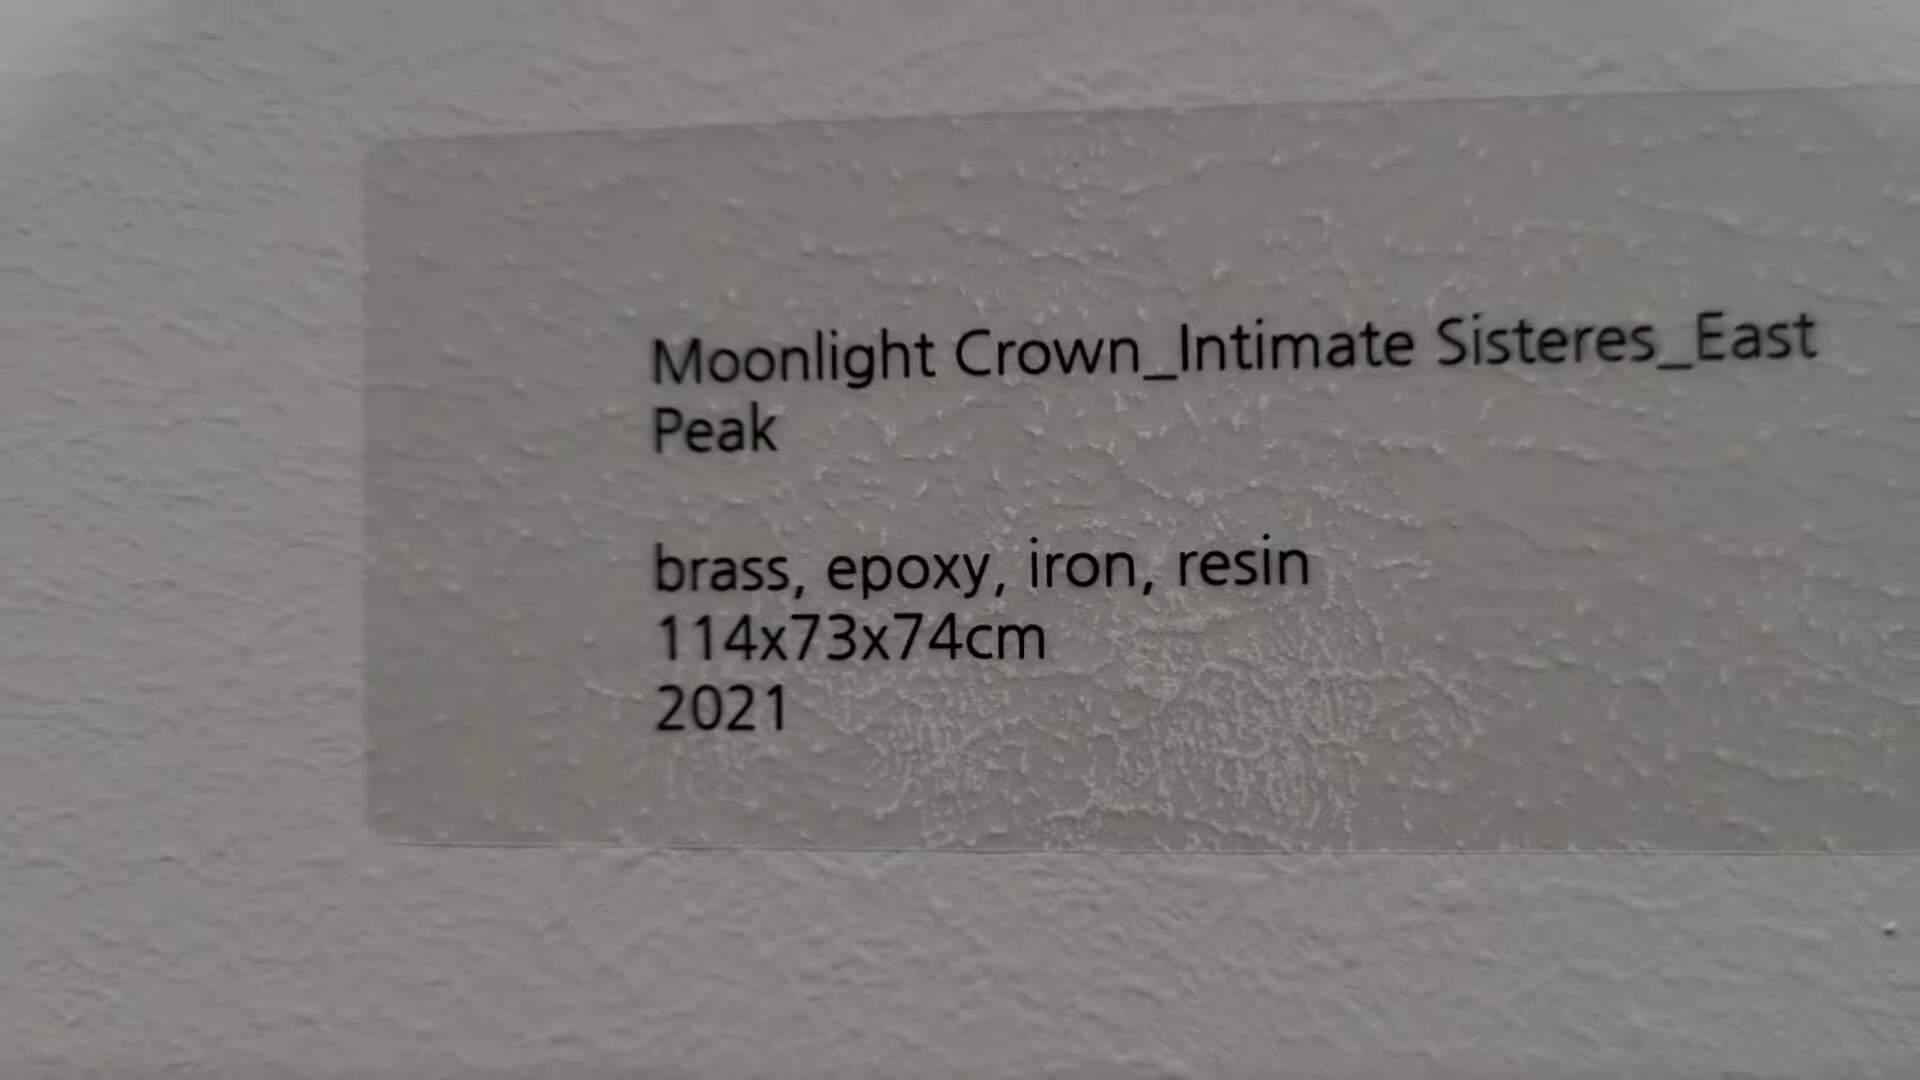 Moonlight Crown_Intimate Sisteres_East
Peak
brass, epoxy, iron, resin
114x73x74cm
2021